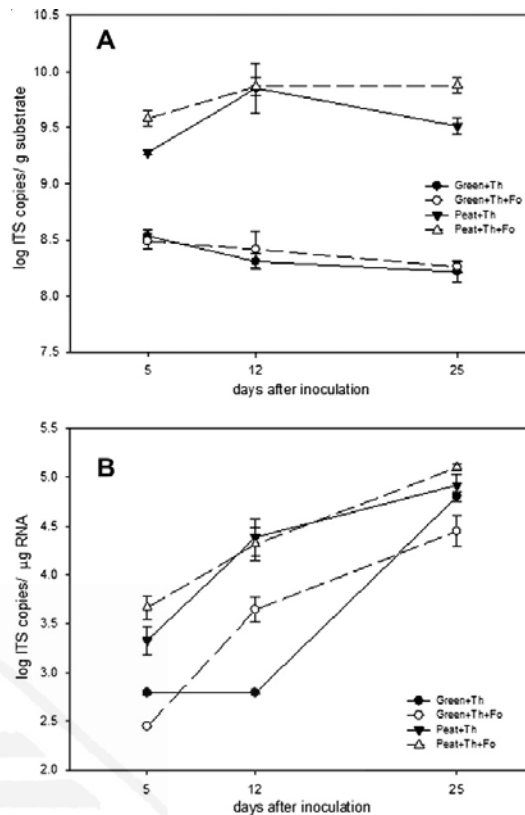 A
log ITS copies/ g substrate
10.5
10.0
9.5
9.0
8.5
8.0
7.5
Green+Th
Green+Th+Fo
Peat+Th
Peat+Th+Fo
5 12 25
days after inoculation
B
log ITS copies/ µg RNA
5.5
5.0
4.5
4.0
3.5
3.0
2.5
2.0
Green+Th
Green+Th+Fo
Peat+Th
Peat+Th+Fo
5 12 25
days after inoculation